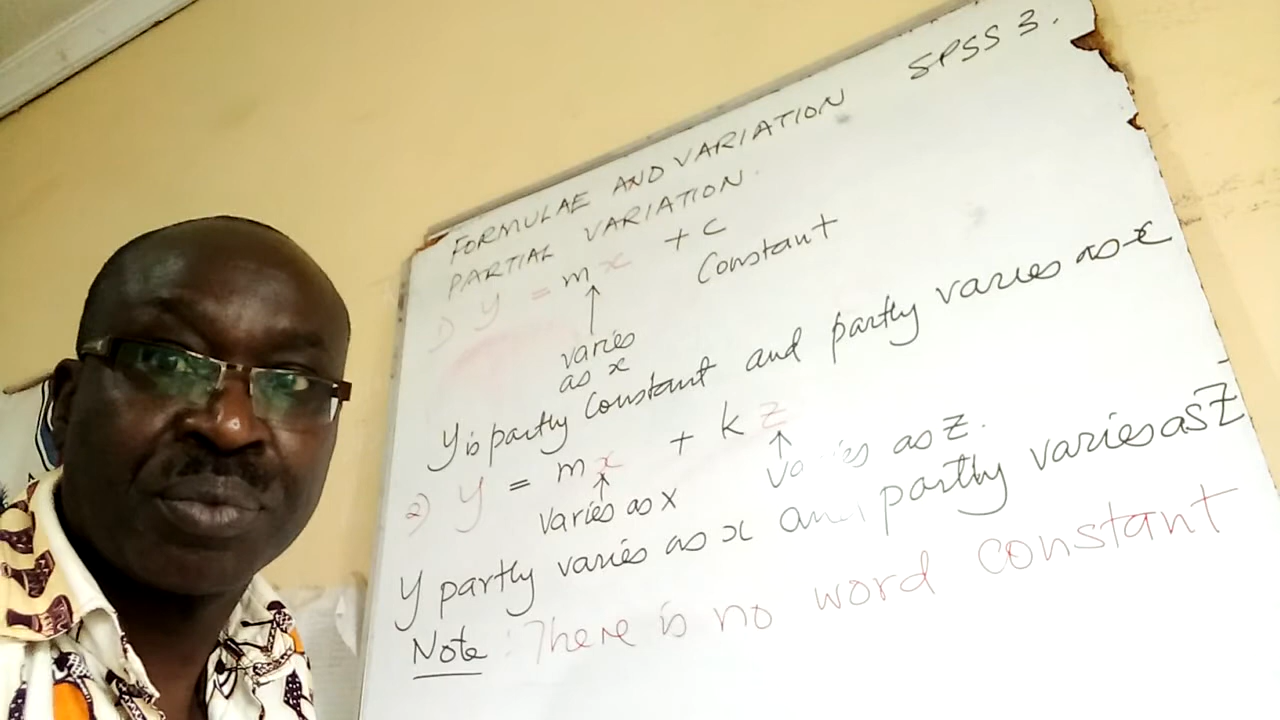 SPSS 3.
FORMULAE AND VARIATION
PARTIAL VARIATION.
1) y = mx + c
varies Constant
as x
Y is partly Constant and partly varies as x
2) y = mx + kz
varies as x varies as Z.
Y partly varies as x and partly varies as Z
Note: There is no word constant